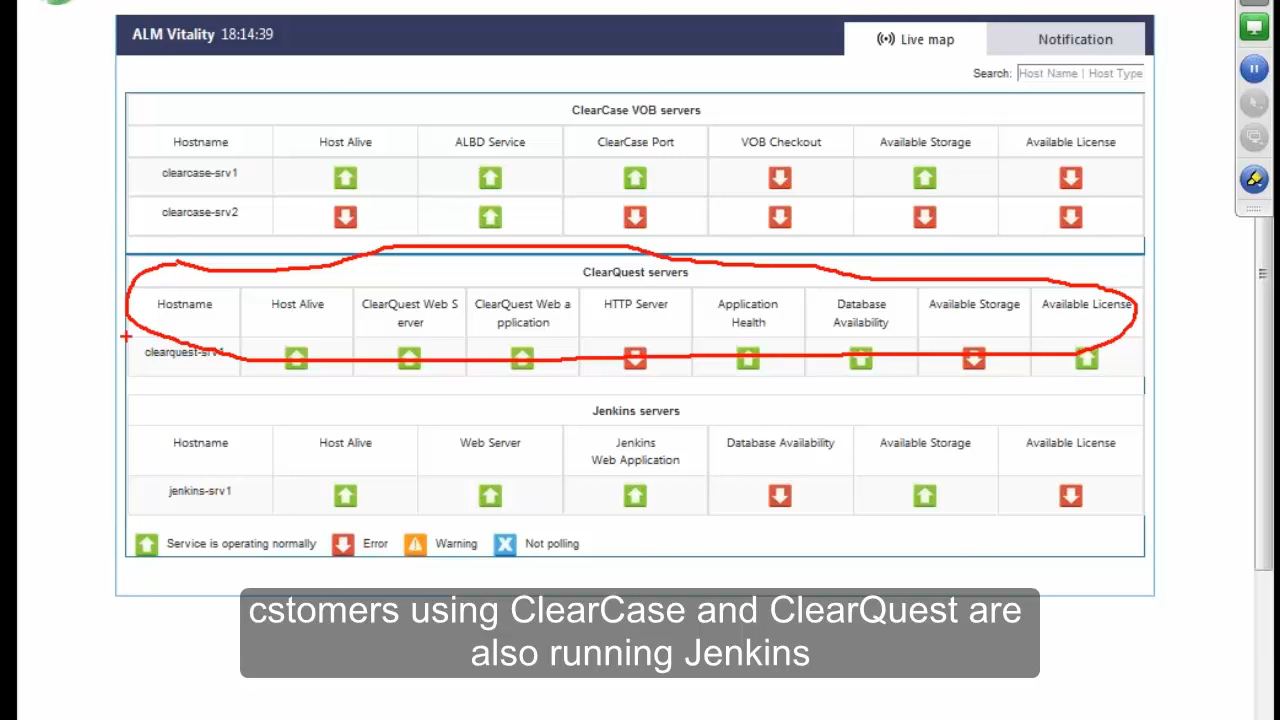 ALM Vitality 18:14:39
Live map
Notification
Search: Host Name | Host Type
ClearCase VOB servers
Hostname Host Alive ALBD Service ClearCase Port VOB Checkout Available Storage Available License
clearcase-srv1
clearcase-srv2
ClearQuest servers
Hostname Host Alive ClearQuest Web S ClearQuest Web a HTTP Server Application Database Available Storage Available License
erver pplication Health Availability
clearquest-srv1
Jenkins servers
Hostname Host Alive Web Server Jenkins Database Availability Available Storage Available License
Web Application
jenkins-srv1
Service is operating normally Error Warning Not polling
cstomers using ClearCase and ClearQuest are
also running Jenkins